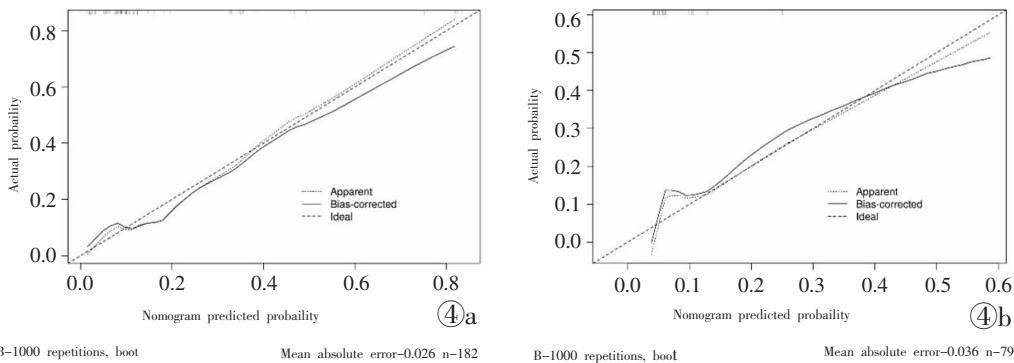 0.8
0.6
0.4
0.2
0.0
Actual probaility
Apparent
Bias-corrected
Ideal
0.0 0.2 0.4 0.6 0.8
Nomogram predicted probaility
④a
B-1000 repetitions, boot
Mean absolute error-0.026 n-182
0.6
0.5
0.4
0.3
0.2
0.1
0.0
Actual probaility
Apparent
Bias-corrected
Ideal
0.0 0.1 0.2 0.3 0.4 0.5 0.6
Nomogram predicted probaility
④b
B-1000 repetitions, boot
Mean absolute error-0.036 n-79